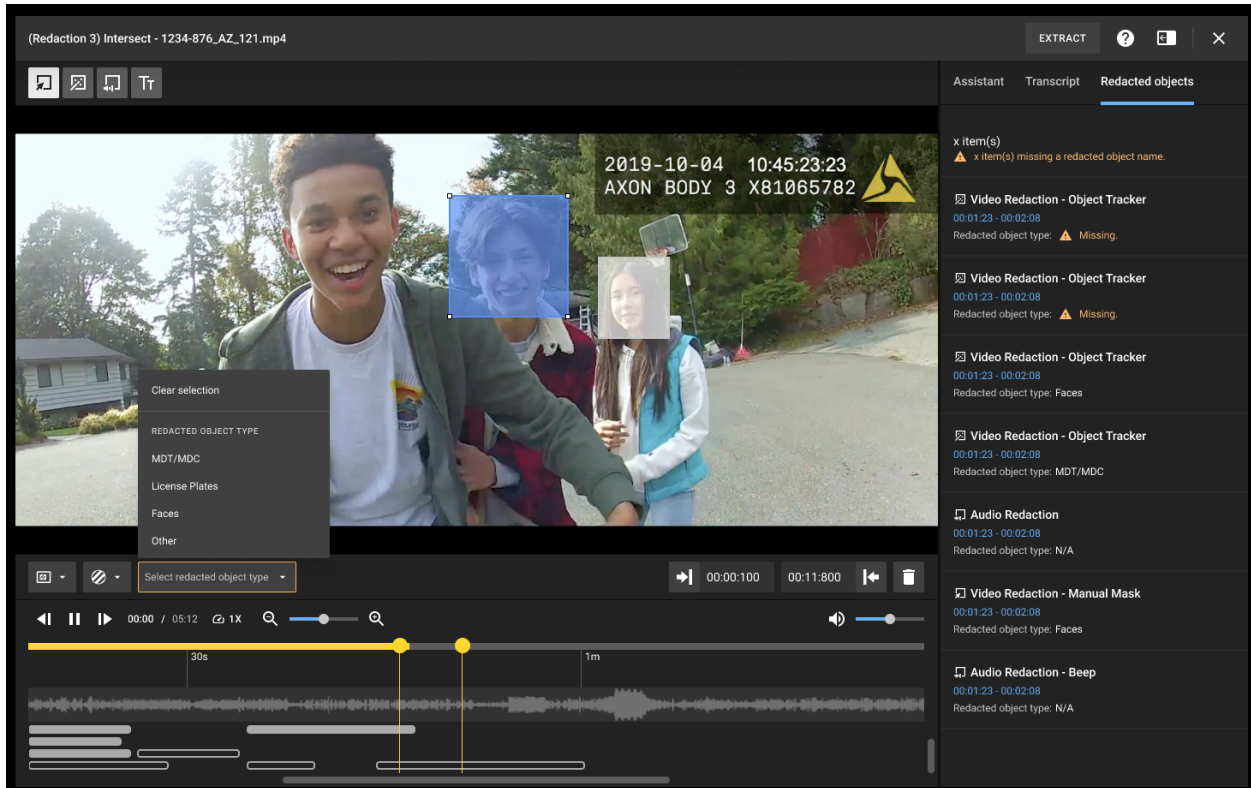 (Redaction 3) Intersect - 1234-876_AZ_121.mp4
EXTRACT
Assistant Transcript Redacted objects
2019-10-04 10:45:23:23
AXON BODY 3 X81065782
x item(s)
x item(s) missing a redacted object name.
Video Redaction - Object Tracker
00:01:23 - 00:02:08
Redacted object type: Missing.
Video Redaction - Object Tracker
00:01:23 - 00:02:08
Redacted object type: Missing.
Video Redaction - Object Tracker
00:01:23 - 00:02:08
Redacted object type: Faces
Video Redaction - Object Tracker
00:01:23 - 00:02:08
Redacted object type: MDT/MDC
Audio Redaction
00:01:23 - 00:02:08
Redacted object type: N/A
Video Redaction - Manual Mask
00:01:23 - 00:02:08
Redacted object type: Faces
Audio Redaction - Beep
00:01:23 - 00:02:08
Redacted object type: N/A
Clear selection
REDACTED OBJECT TYPE
MDT/MDC
License Plates
Faces
Other
Select redacted object type
00:00:100 00:11:800
00:00 / 05:12 1X
30s 1m